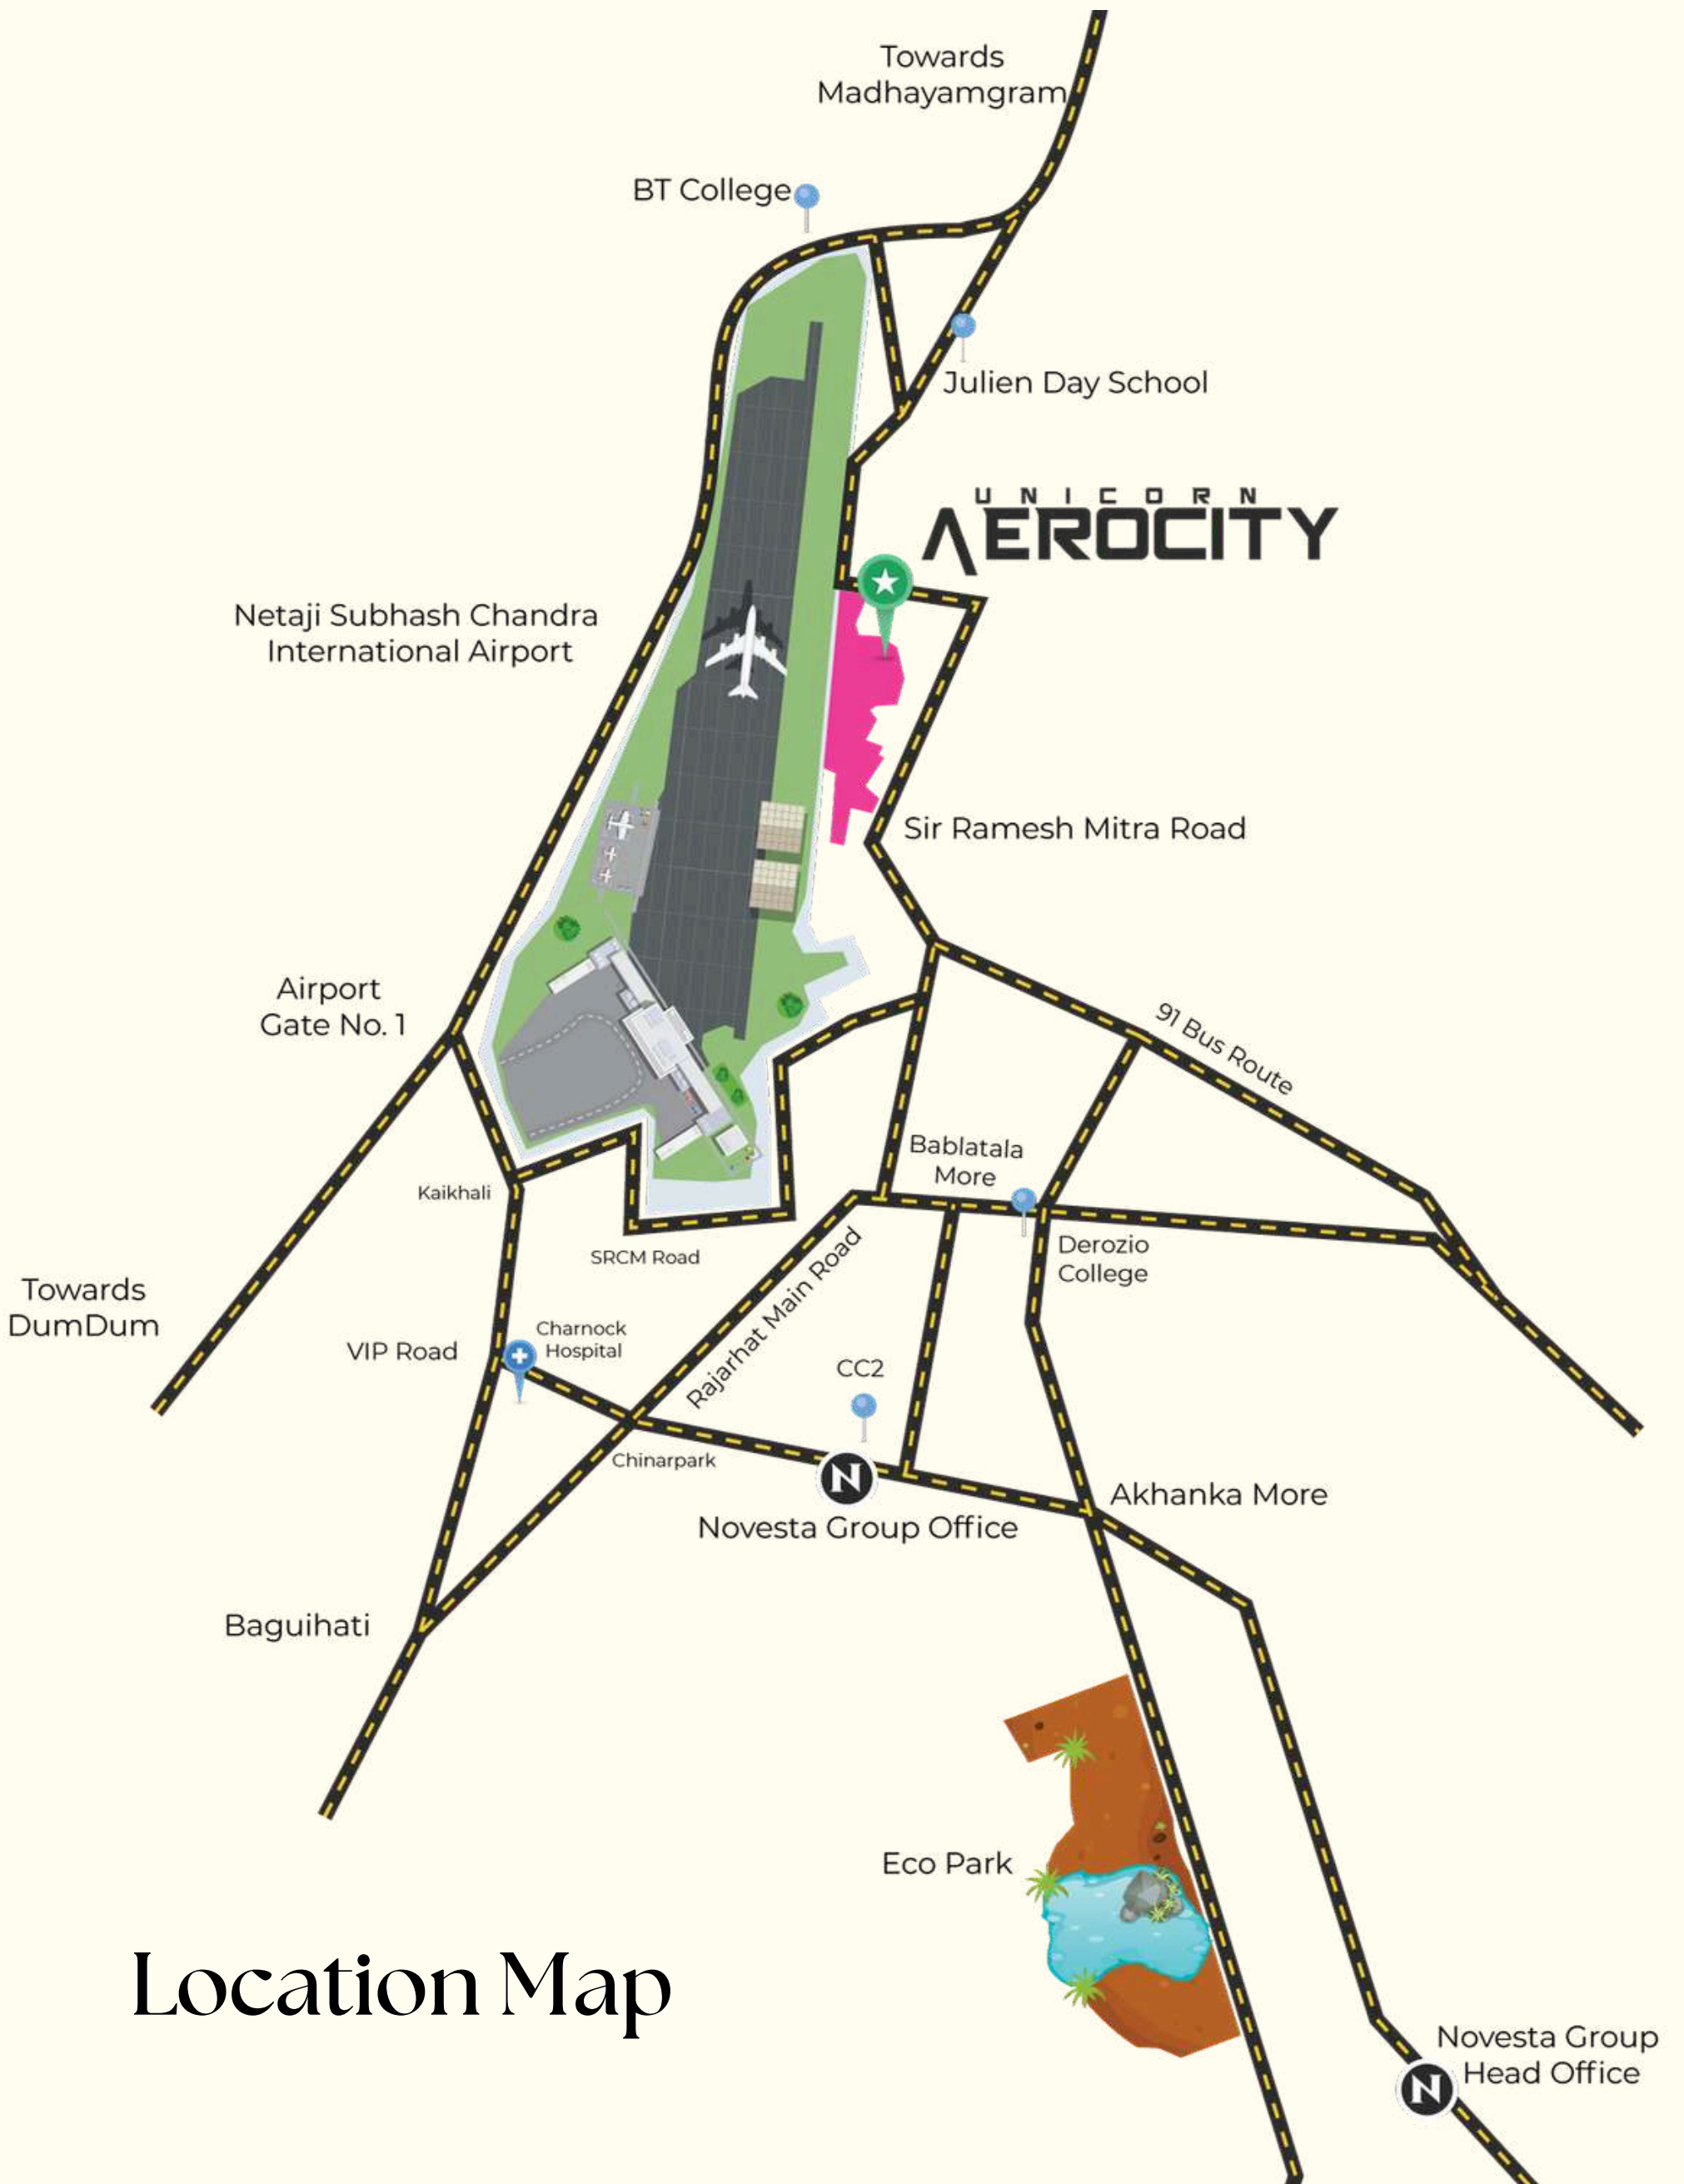 Towards
Madhayamgram
BT College
Julien Day School
UNICORN
AEROCITY
Netaji Subhash Chandra
International Airport
Sir Ramesh Mitra Road
Airport
Gate No. 1
91 Bus Route
Bablatala
More
Kaikhali
SRCM Road
Derozio
College
Towards
DumDum
Rajarhat Main Road
VIP Road
Charnock
Hospital
CC2
Chinarpark
N
Novesta Group Office
Akhanka More
Baguihati
Eco Park
Location Map
Novesta Group
Head Office
N